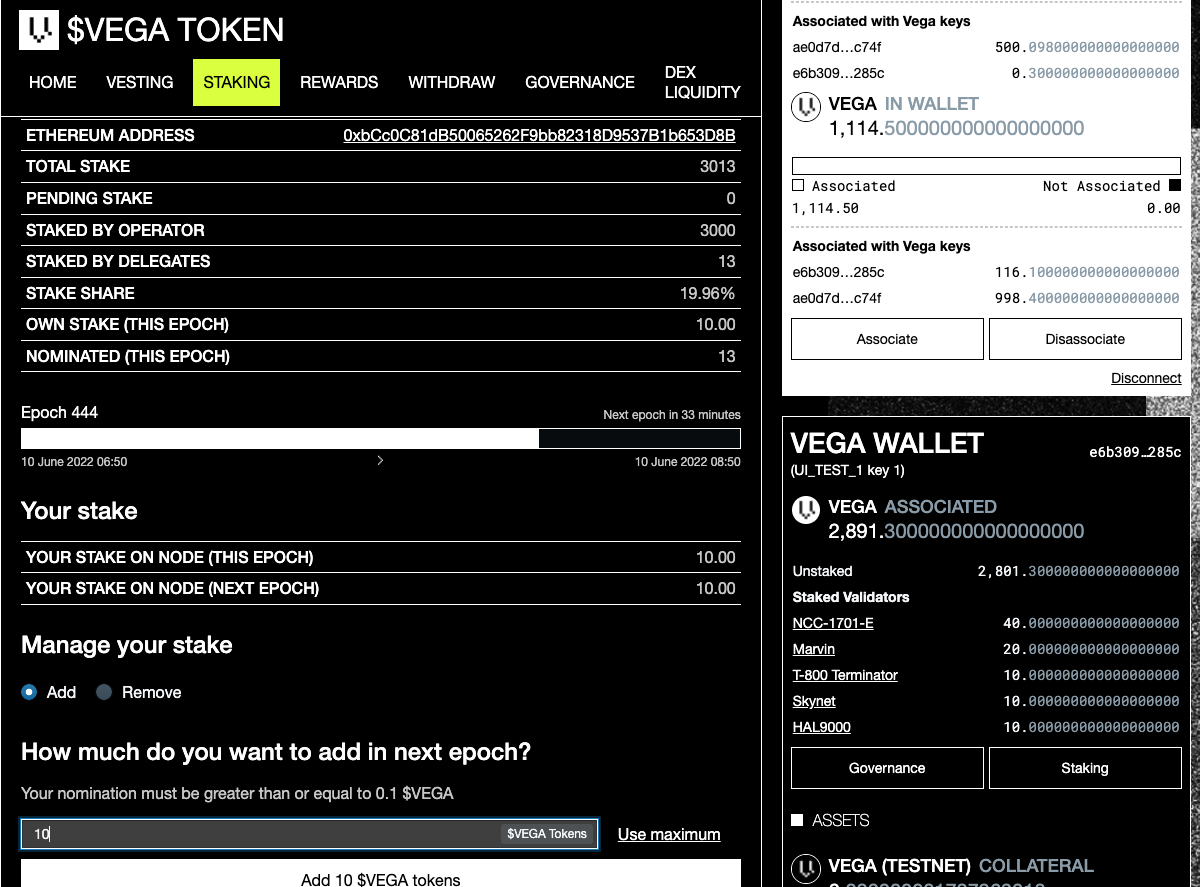 $VEGA TOKEN
HOME VESTING STAKING REWARDS WITHDRAW GOVERNANCE DEX LIQUIDITY
ETHEREUM ADDRESS 0xbCc0C81dB50065262F9bb82318D9537B1b653D8B
TOTAL STAKE 3013
PENDING STAKE 0
STAKED BY OPERATOR 3000
STAKED BY DELEGATES 13
STAKE SHARE 19.96%
OWN STAKE (THIS EPOCH) 10.00
NOMINATED (THIS EPOCH) 13
Epoch 444 Next epoch in 33 minutes
10 June 2022 06:50 10 June 2022 08:50
Your stake
YOUR STAKE ON NODE (THIS EPOCH) 10.00
YOUR STAKE ON NODE (NEXT EPOCH) 10.00
Manage your stake
Add Remove
How much do you want to add in next epoch?
Your nomination must be greater than or equal to 0.1 $VEGA
10 $VEGA Tokens Use maximum
Add 10 $VEGA tokens
Associated with Vega keys
ae0d7d…c74f 500.098000000000000000
e6b309…285c 0.300000000000000000
VEGA IN WALLET
1,114.500000000000000000
Associated Not Associated
1,114.50 0.00
Associated with Vega keys
e6b309…285c 116.100000000000000000
ae0d7d…c74f 998.400000000000000000
Associate Disassociate
Disconnect
VEGA WALLET e6b309…285c
(UI_TEST_1 key 1)
VEGA ASSOCIATED
2,891.300000000000000000
Unstaked 2,801.300000000000000000
Staked Validators
NCC-1701-E 40.000000000000000000
Marvin 20.000000000000000000
T-800 Terminator 10.000000000000000000
Skynet 10.000000000000000000
HAL9000 10.000000000000000000
Governance Staking
ASSETS
VEGA (TESTNET) COLLATERAL